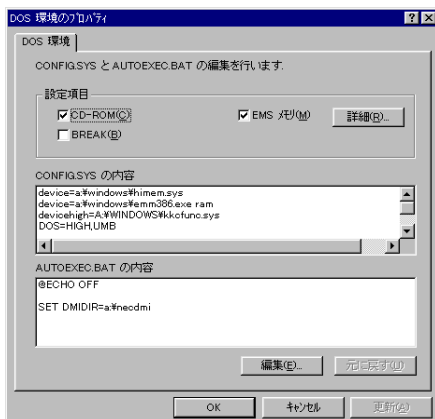 DOS 環境のプロパティ
DOS 環境
CONFIG.SYS と AUTOEXEC.BAT の編集を行います.
設定項目
CD-ROM(C)
EMS メモリ(M)
詳細(R)...
BREAK(B)
CONFIG.SYS の内容
device=a:¥windows¥himem.sys
device=a:¥windows¥emm386.exe ram
devicehigh=A:¥WINDOWS¥kkcfunc.sys
DOS=HIGH,UMB
AUTOEXEC.BAT の内容
@ECHO OFF
SET DMIDIR=a:¥necdmi
編集(E)...
元に戻す(U)
OK
キャンセル
更新(A)